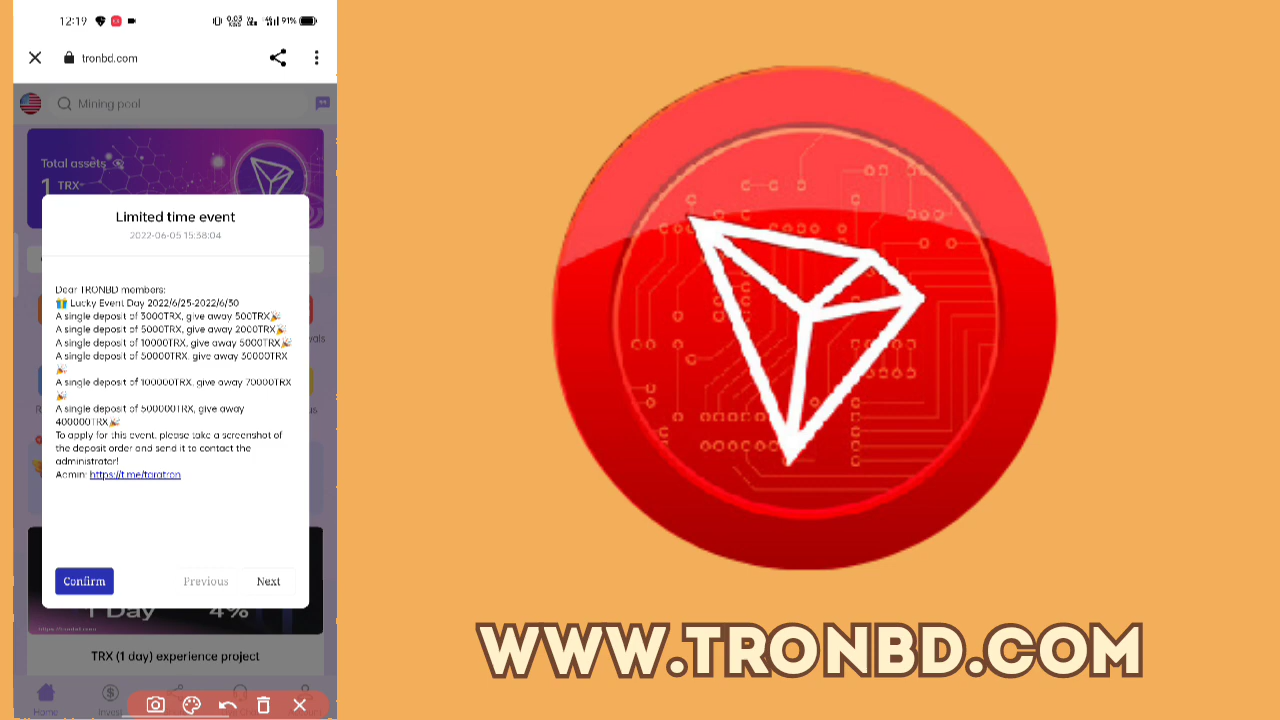 12:19
0.03
KB/S
91%
tronbd.com
Mining pool
Total assets
1 TRX
Limited time event
2022-06-05 15:38:04
Dear TRONBD members:
🎁 Lucky Event Day 2022/6/25-2022/6/30
A single deposit of 3000TRX, give away 500TRX🎉
A single deposit of 5000TRX, give away 2000TRX🎉
A single deposit of 10000TRX, give away 5000TRX🎉
A single deposit of 50000TRX, give away 30000TRX
🎉
A single deposit of 100000TRX, give away 70000TRX
🎉
A single deposit of 500000TRX, give away
400000TRX🎉
To apply for this event, please take a screenshot of
the deposit order and send it to contact the
administrator!
Admin: https://t.me/taratron
Confirm
Previous
Next
1 Day
4%
TRX (1 day) experience project
Home
Invest
WWW.TRONBD.COM